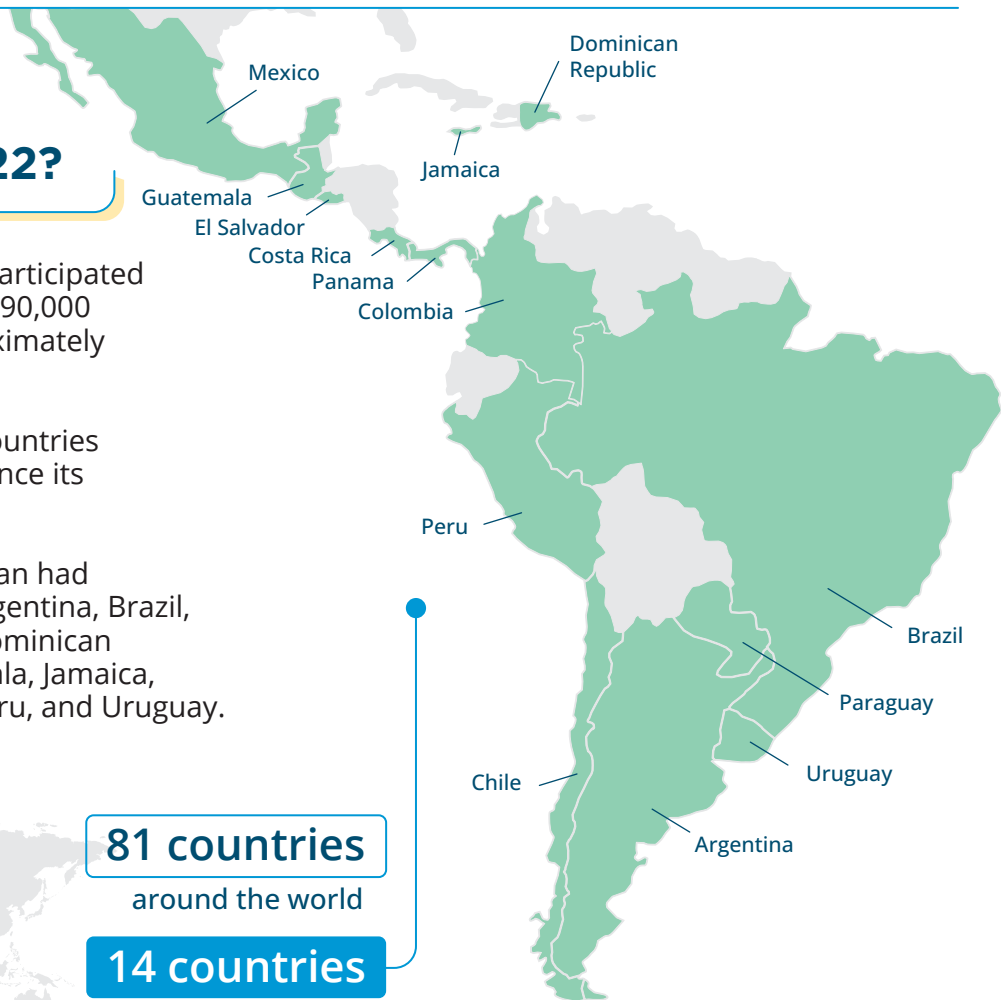 22?
articipated
90,000
ximately
ountries
nce its
an had
gentina, Brazil,
ominican
ala, Jamaica,
ru, and Uruguay.
81 countries
around the world
14 countries
Mexico
Dominican
Republic
Jamaica
Guatemala
El Salvador
Costa Rica
Panama
Colombia
Peru
Brazil
Paraguay
Uruguay
Chile
Argentina